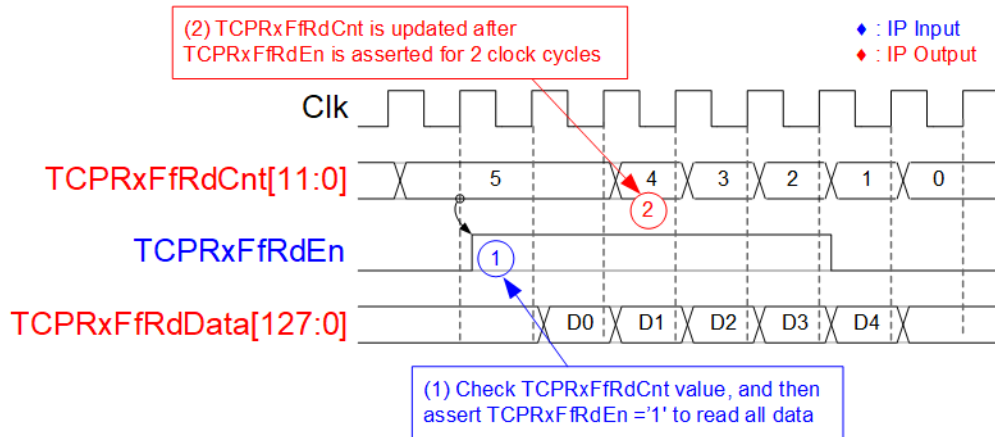 (2) TCPRxFfRdCnt is updated after
TCPRxFfRdEn is asserted for 2 clock cycles
♦ : IP Input
♦ : IP Output
Clk
TCPRxFfRdCnt[11:0]
5 4 3 2 1 0
2
TCPRxFfRdEn
1
TCPRxFfRdData[127:0]
D0 D1 D2 D3 D4
(1) Check TCPRxFfRdCnt value, and then
assert TCPRxFfRdEn ='1' to read all data